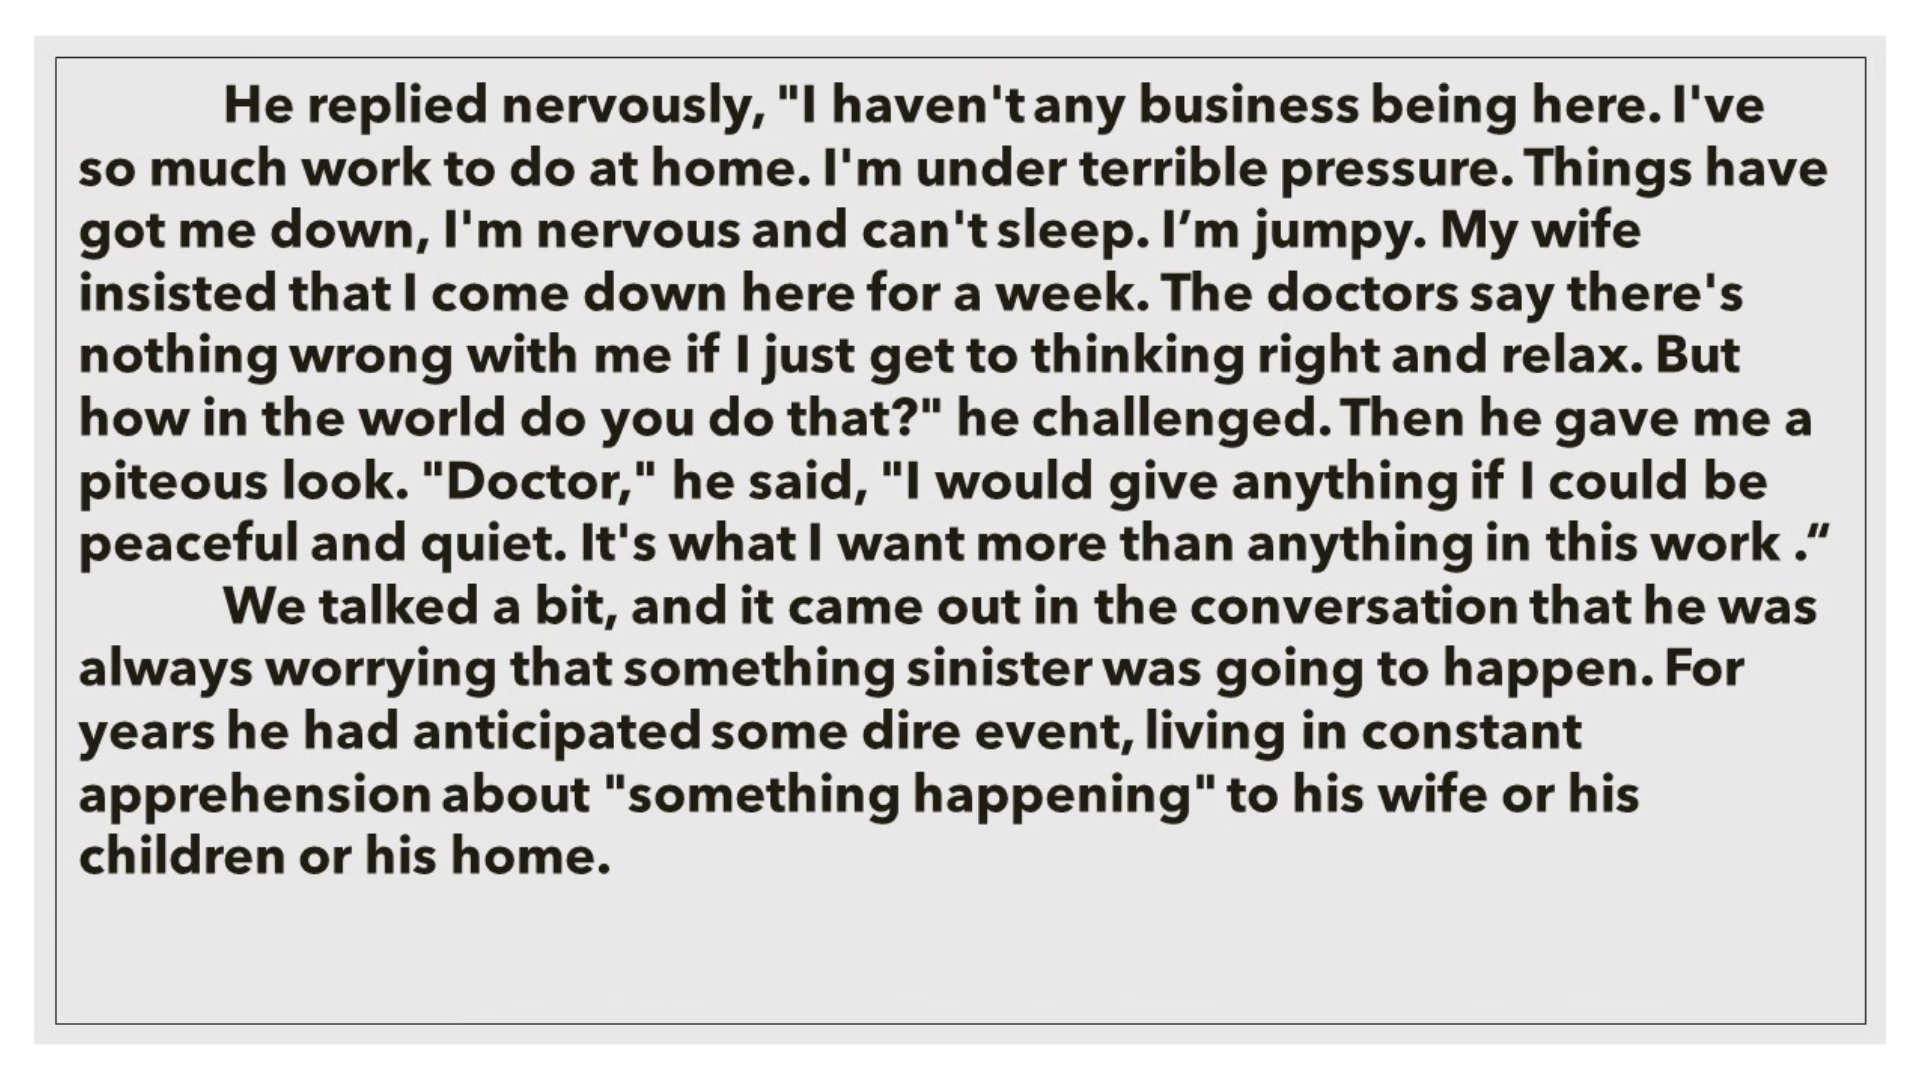 He replied nervously, "I haven't any business being here. I've
so much work to do at home. I'm under terrible pressure. Things have
got me down, I'm nervous and can't sleep. I’m jumpy. My wife
insisted that I come down here for a week. The doctors say there's
nothing wrong with me if I just get to thinking right and relax. But
how in the world do you do that?" he challenged. Then he gave me a
piteous look. "Doctor," he said, "I would give anything if I could be
peaceful and quiet. It's what I want more than anything in this work .“
We talked a bit, and it came out in the conversation that he was
always worrying that something sinister was going to happen. For
years he had anticipated some dire event, living in constant
apprehension about "something happening" to his wife or his
children or his home.